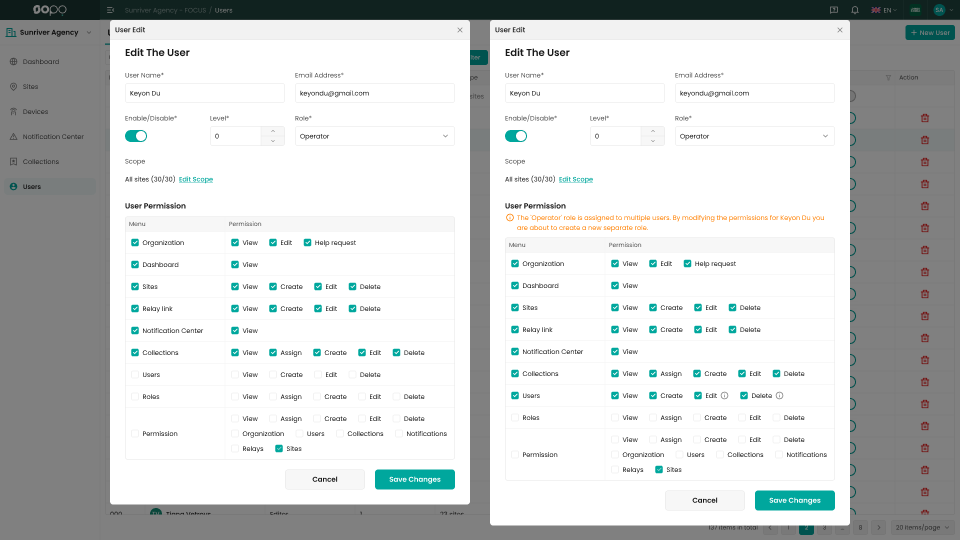 oopo
Sunriver Agency - FOCUS / Users
EN
SA
Sunriver Agency
+ New User
Dashboard
Sites
Devices
Notification Center
Collections
Users
Action
User Edit
Edit The User
User Name*
Email Address*
Keyon Du
keyondu@gmail.com
Enable/Disable*
Level*
Role*
0
Operator
Scope
All sites (30/30) Edit Scope
User Permission
Menu Permission
Organization View Edit Help request
Dashboard View
Sites View Create Edit Delete
Relay link View Create Edit Delete
Notification Center View
Collections View Assign Create Edit Delete
Users View Create Edit Delete
Roles View Assign Create Edit Delete
View Assign Create Edit Delete
Permission Organization Users Collections Notifications
Relays Sites
Cancel Save Changes
User Edit
Edit The User
User Name*
Email Address*
Keyon Du
keyondu@gmail.com
Enable/Disable*
Level*
Role*
0
Operator
Scope
All sites (30/30) Edit Scope
User Permission
The 'Operator' role is assigned to multiple users. By modifying the permissions for Keyon Du you
are about to create a new separate role.
Menu Permission
Organization View Edit Help request
Dashboard View
Sites View Create Edit Delete
Relay link View Create Edit Delete
Notification Center View
Collections View Assign Create Edit Delete
Users View Create Edit Delete
Roles View Assign Create Edit Delete
View Assign Create Edit Delete
Permission Organization Users Collections Notifications
Relays Sites
Cancel Save Changes
137 items in total 1 2 ... 8 20 items/page